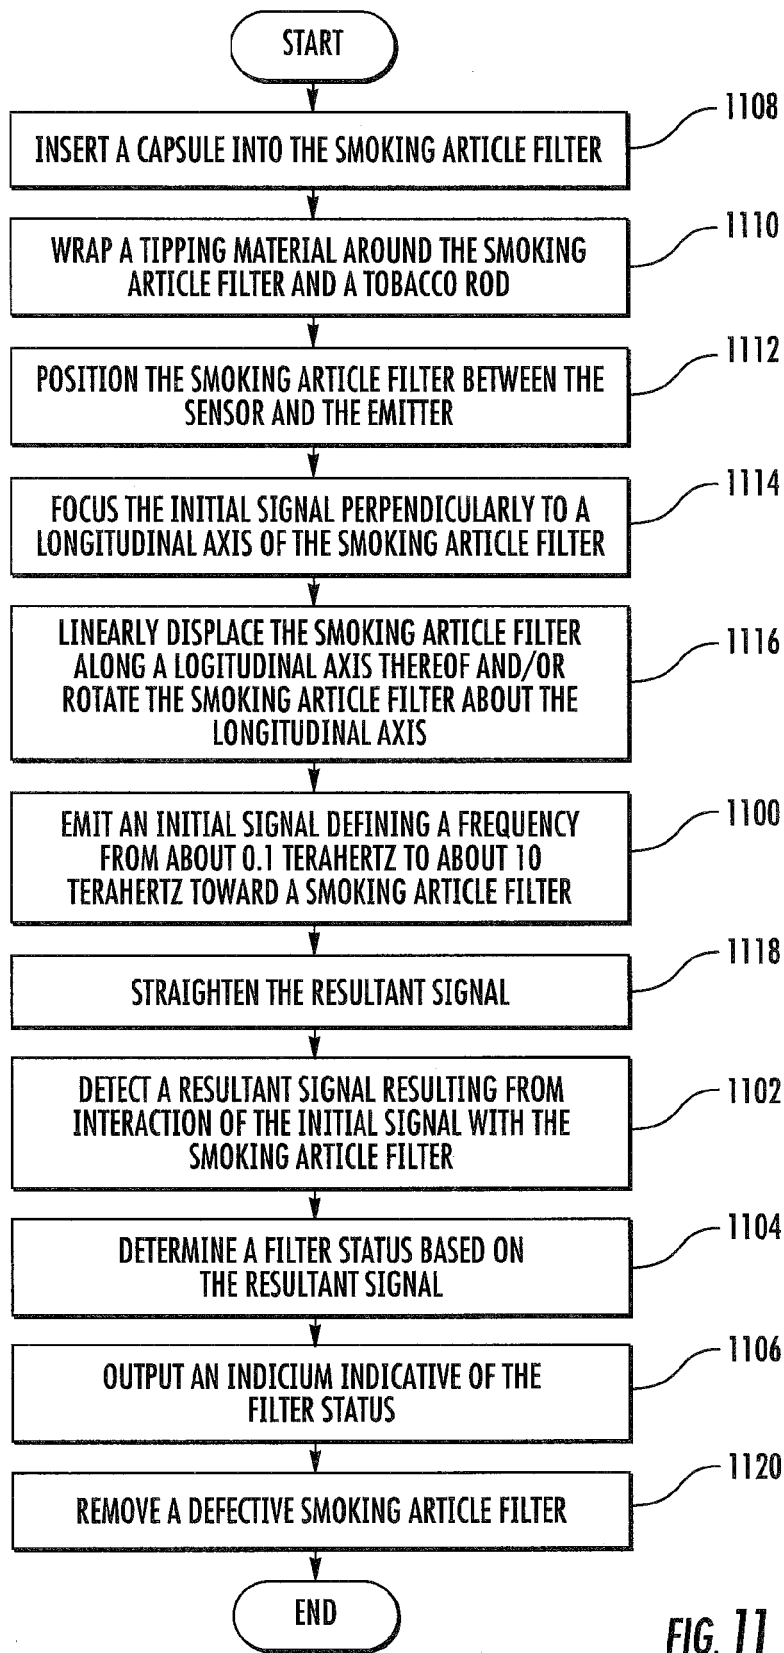 START
1108
INSERT A CAPSULE INTO THE SMOKING ARTICLE FILTER
1110
WRAP A TIPPING MATERIAL AROUND THE SMOKING
ARTICLE FILTER AND A TOBACCO ROD
1112
POSITION THE SMOKING ARTICLE FILTER BETWEEN THE
SENSOR AND THE EMITTER
1114
FOCUS THE INITIAL SIGNAL PERPENDICULARLY TO A
LONGITUDINAL AXIS OF THE SMOKING ARTICLE FILTER
1116
LINEARLY DISPLACE THE SMOKING ARTICLE FILTER
ALONG A LOGITUDINAL AXIS THEREOF AND/OR
ROTATE THE SMOKING ARTICLE FILTER ABOUT THE
LONGITUDINAL AXIS
1100
EMIT AN INITIAL SIGNAL DEFINING A FREQUENCY
FROM ABOUT 0.1 TERAHERTZ TO ABOUT 10
TERAHERTZ TOWARD A SMOKING ARTICLE FILTER
1118
STRAIGHTEN THE RESULTANT SIGNAL
1102
DETECT A RESULTANT SIGNAL RESULTING FROM
INTERACTION OF THE INITIAL SIGNAL WITH THE
SMOKING ARTICLE FILTER
1104
DETERMINE A FILTER STATUS BASED ON
THE RESULTANT SIGNAL
1106
OUTPUT AN INDICIUM INDICATIVE OF THE
FILTER STATUS
1120
REMOVE A DEFECTIVE SMOKING ARTICLE FILTER
END
FIG. 11